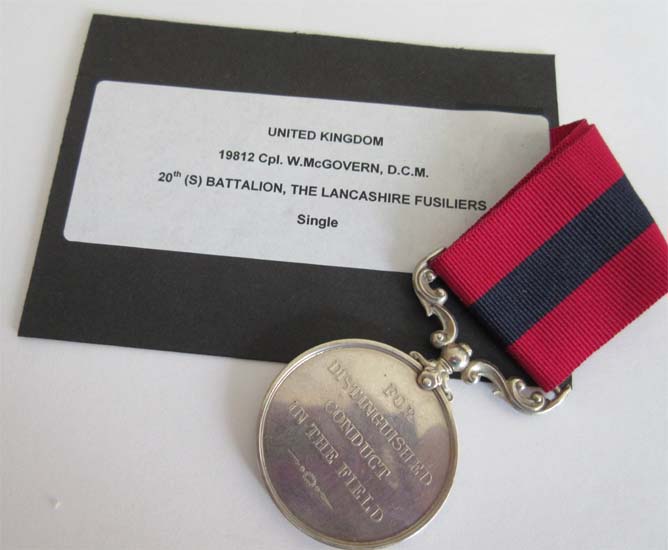 UNITED KINGDOM
19812 Cpl. W.McGOVERN, D.C.M.
20th (S) BATTALION, THE LANCASHIRE FUSILIERS
Single
FOR
DISTINGUISHED
CONDUCT
IN THE FIELD